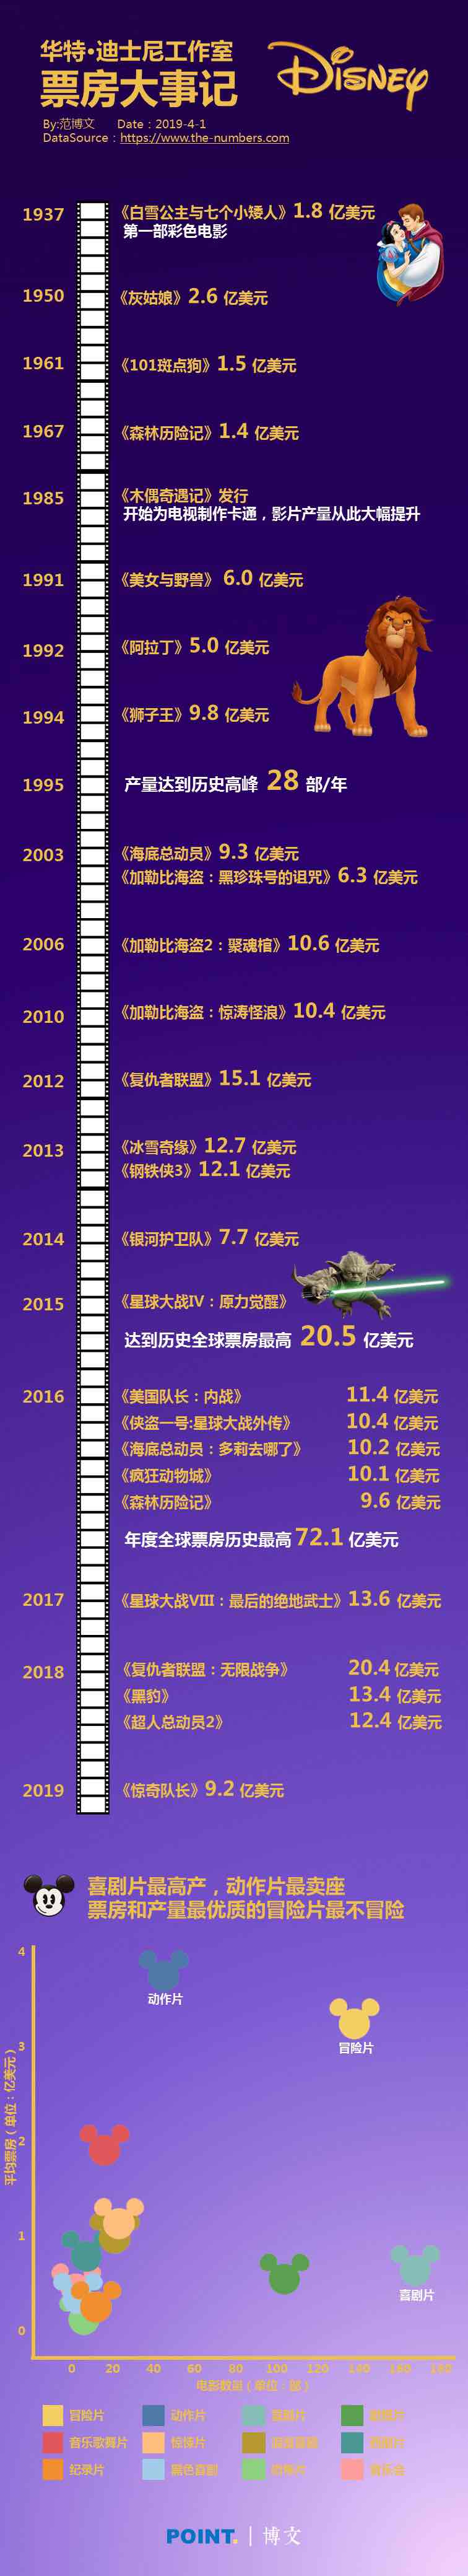 华特·迪士尼工作室
票房大事记
DISNEY
By:范博文 Date：2019-4-1
DataSource：https://www.the-numbers.com
1937 《白雪公主与七个小矮人》1.8 亿美元
第一部彩色电影
1950 《灰姑娘》2.6 亿美元
1961 《101斑点狗》1.5 亿美元
1967 《森林历险记》1.4 亿美元
1985 《木偶奇遇记》发行
开始为电视制作卡通，影片产量从此大幅提升
1991 《美女与野兽》 6.0 亿美元
1992 《阿拉丁》5.0 亿美元
1994 《狮子王》9.8 亿美元
1995 产量达到历史高峰 28 部/年
2003 《海底总动员》9.3 亿美元
《加勒比海盗：黑珍珠号的诅咒》6.3 亿美元
2006 《加勒比海盗2：聚魂棺》10.6 亿美元
2010 《加勒比海盗：惊涛怪浪》10.4 亿美元
2012 《复仇者联盟》15.1 亿美元
2013 《冰雪奇缘》12.7 亿美元
《钢铁侠3》12.1 亿美元
2014 《银河护卫队》7.7 亿美元
2015 《星球大战IV：原力觉醒》
达到历史全球票房最高 20.5 亿美元
2016 《美国队长：内战》 11.4 亿美元
《侠盗一号:星球大战外传》 10.4 亿美元
《海底总动员：多莉去哪了》 10.2 亿美元
《疯狂动物城》 10.1 亿美元
《森林历险记》 9.6 亿美元
年度全球票房历史最高 72.1 亿美元
2017 《星球大战VIII：最后的绝地武士》13.6 亿美元
2018 《复仇者联盟：无限战争》 20.4 亿美元
《黑豹》 13.4 亿美元
《超人总动员2》 12.4 亿美元
2019 《惊奇队长》9.2 亿美元
喜剧片最高产，动作片最卖座
票房和产量最优质的冒险片最不冒险
4
动作片
3
冒险片
平均票房（单位：亿美元）
2
1
喜剧片
0
0 20 40 60 80 100 120 140 160 180
电影数量（单位：部）
冒险片 动作片
音乐歌舞片 惊悚片
纪录片 黑色喜剧
POINT. 博文